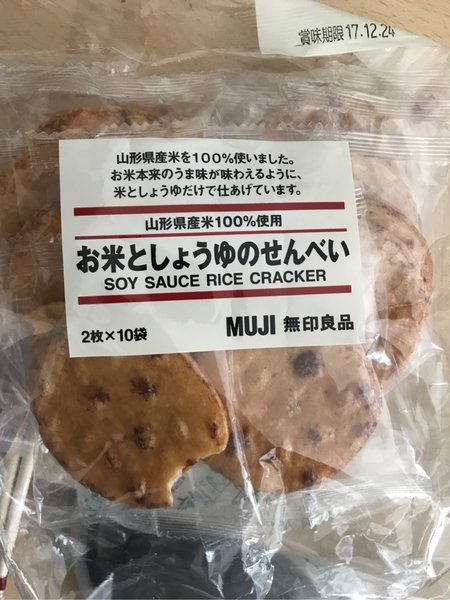 賞味期限 17.12.24
山形県産米を100%使いました。
お米本来のうま味が味わえるように、
米としょうゆだけで仕あげています。
山形県産米100%使用
お米としょうゆのせんべい
SOY SAUCE RICE CRACKER
2枚×10袋
MUJI 無印良品